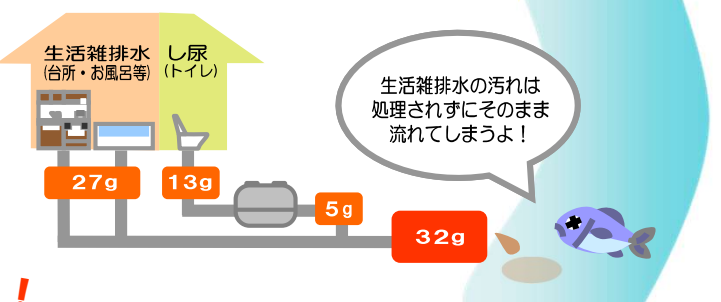 生活雑排水
(台所・お風呂等)
し尿
(トイレ)
生活雑排水の汚れは
処理されずにそのまま
流れてしまうよ！
27g
13g
5g
32g
!